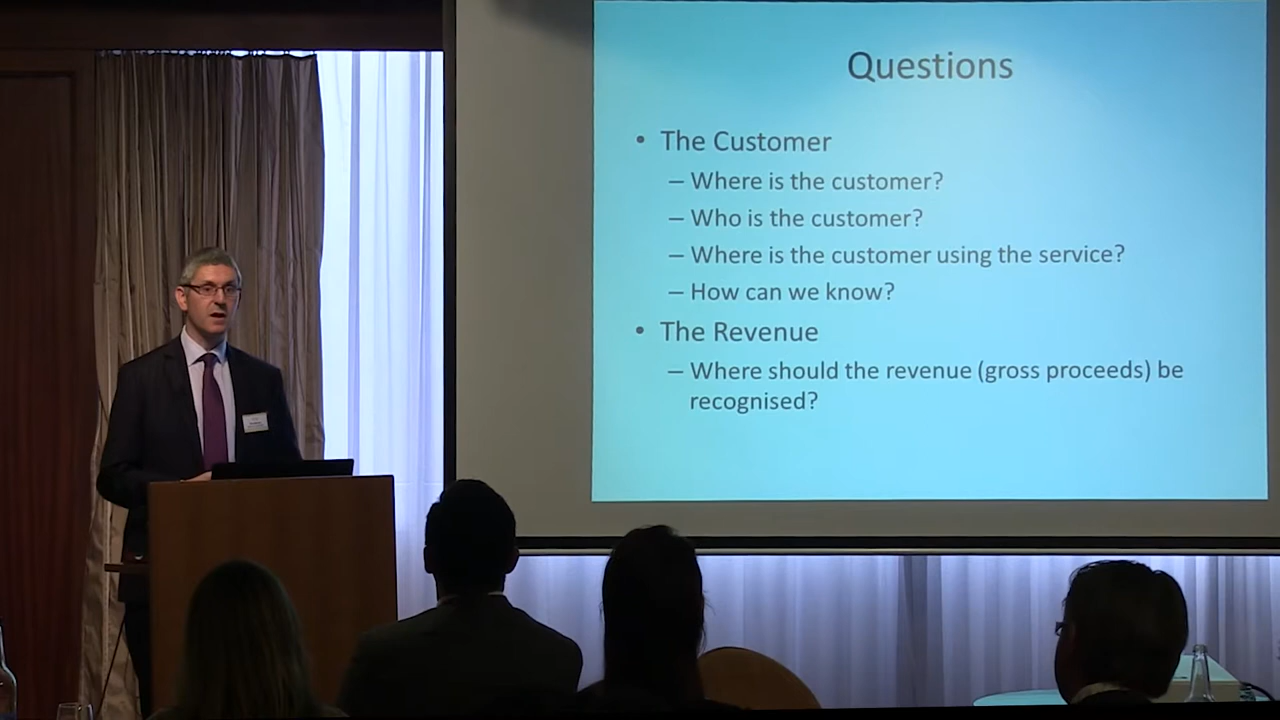 Questions
• The Customer
– Where is the customer?
– Who is the customer?
– Where is the customer using the service?
– How can we know?
• The Revenue
– Where should the revenue (gross proceeds) be
recognised?